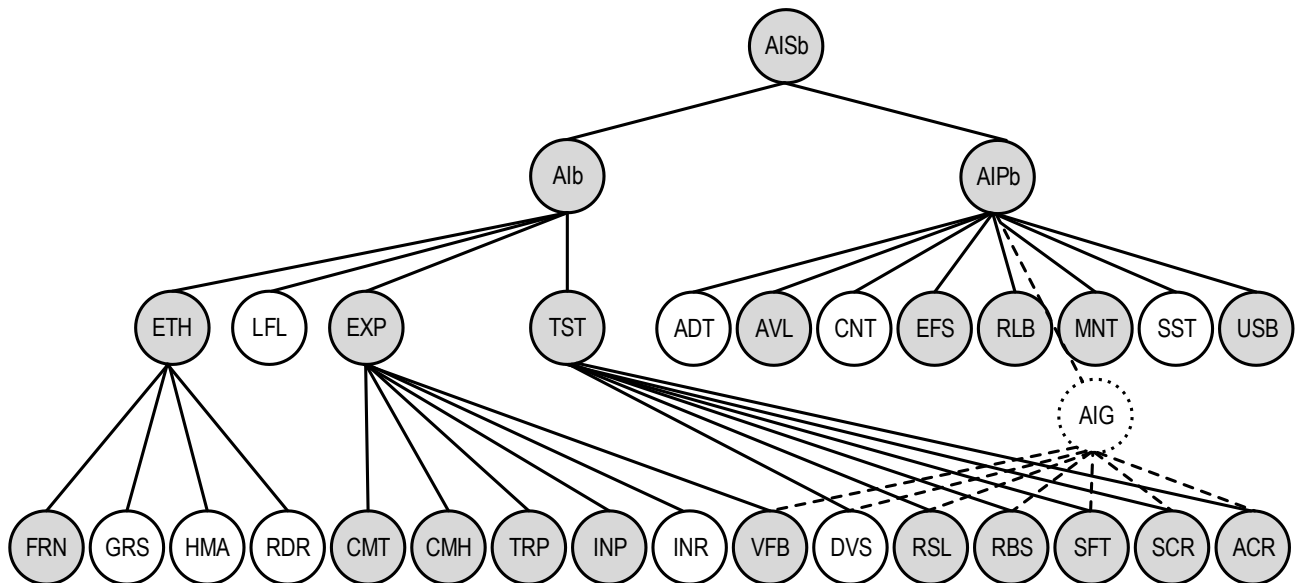 AISb
AIb AIPb
ETH LFL EXP TST ADT AVL CNT EFS RLB MNT SST USB
AIG
FRN GRS HMA RDR CMT CMH TRP INP INR VFB DVS RSL RBS SFT SCR ACR